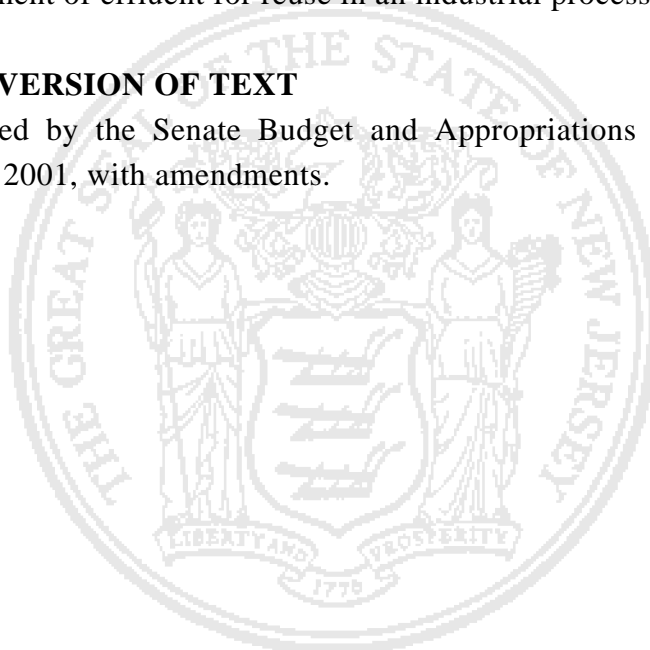 ment of effluent for reuse in an industrial process
VERSION OF TEXT
ed by the Senate Budget and Appropriations
2001, with amendments.
THE GREAT SEAL OF THE STATE OF NEW JERSEY
LIBERTY AND PROSPERITY
1776